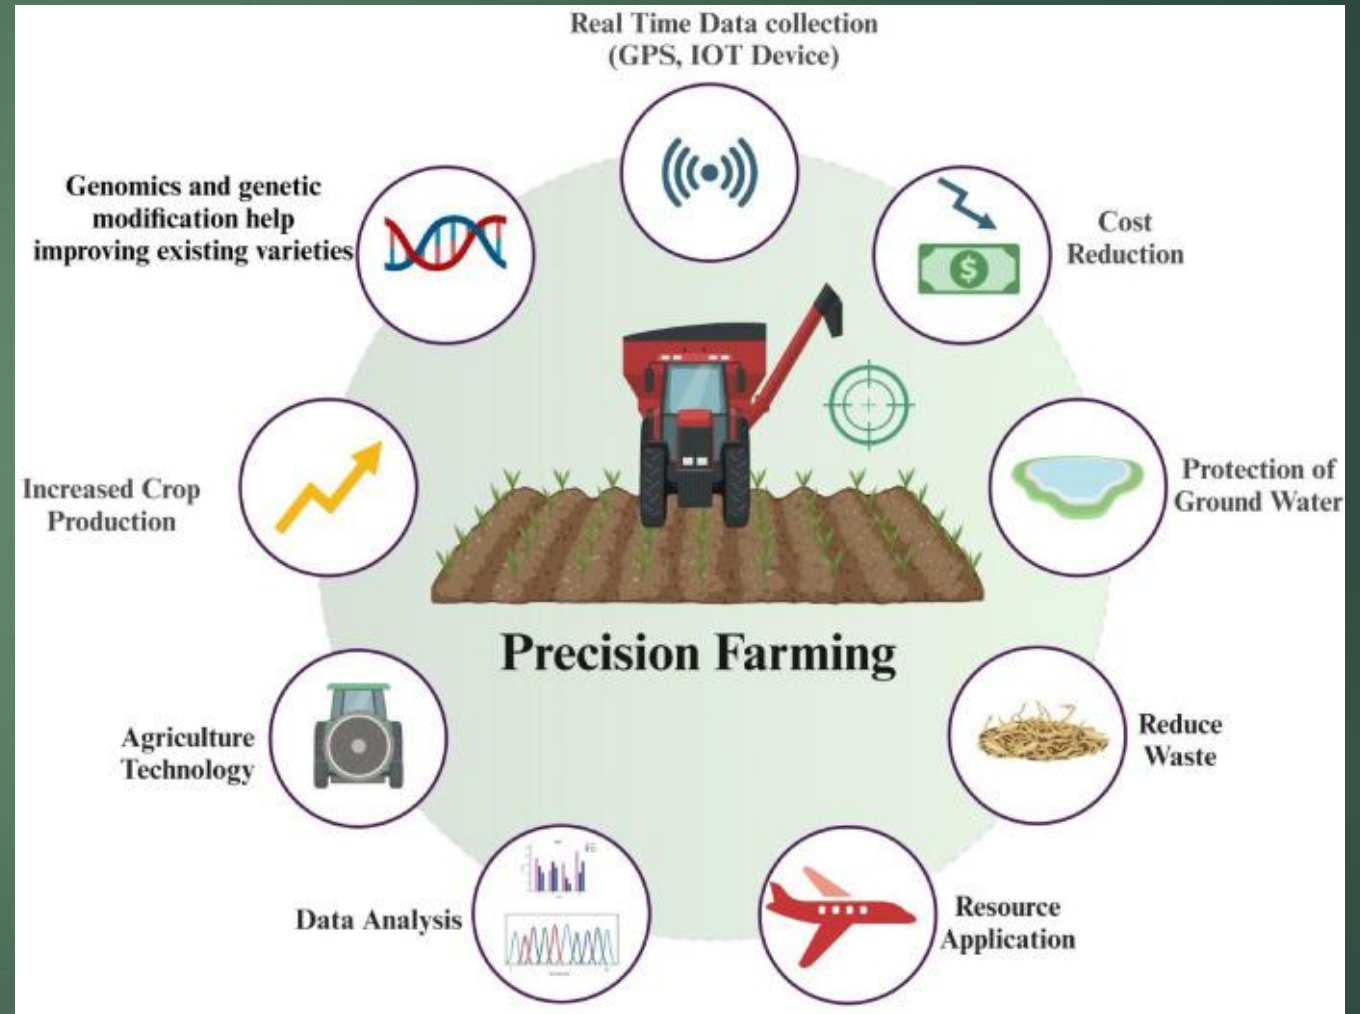 Real Time Data collection
(GPS, IOT Device)
Genomics and genetic
modification help
improving existing varieties
Cost
Reduction
$
Increased Crop
Production
Protection of
Ground Water
Precision Farming
Agriculture
Technology
Reduce
Waste
Data Analysis
Resource
Application